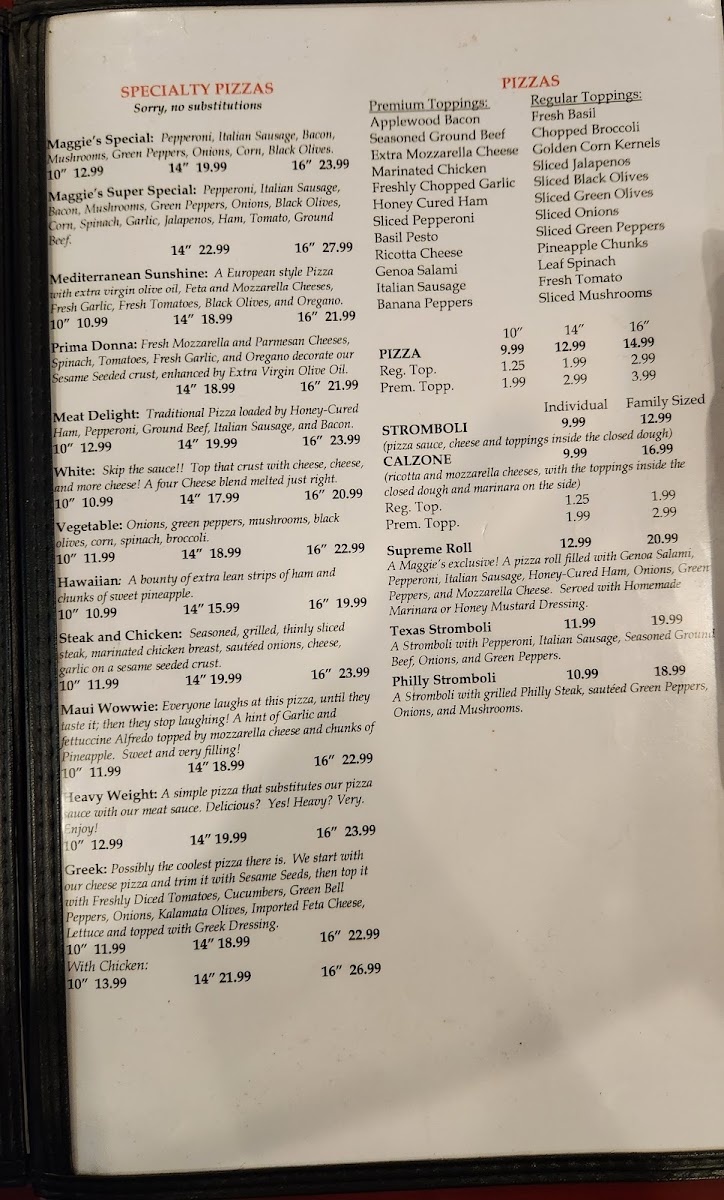 SPECIALTY PIZZAS
Sorry, no substitutions
Maggie's Special: Pepperoni, Italian Sausage, Bacon,
Mushrooms, Green Peppers, Onions, Corn, Black Olives.
10" 12.99 14" 19.99 16" 23.99
Maggie's Super Special: Pepperoni, Italian Sausage,
Bacon, Mushrooms, Green Peppers, Onions, Black Olives,
Corn, Spinach, Garlic, Jalapenos, Ham, Tomato, Ground
Beef.
14" 22.99 16" 27.99
Mediterranean Sunshine: A European style Pizza
with extra virgin olive oil, Feta and Mozzarella Cheeses,
Fresh Garlic, Fresh Tomatoes, Black Olives, and Oregano.
10" 10.99 14" 18.99 16" 21.99
Prima Donna: Fresh Mozzarella and Parmesan Cheeses,
Spinach, Tomatoes, Fresh Garlic, and Oregano decorate our
Sesame Seeded crust, enhanced by Extra Virgin Olive Oil.
14" 18.99 16" 21.99
Meat Delight: Traditional Pizza loaded by Honey-Cured
Ham, Pepperoni, Ground Beef, Italian Sausage, and Bacon.
10" 12.99 14" 19.99 16" 23.99
White: Skip the sauce!! Top that crust with cheese, cheese,
and more cheese! A four Cheese blend melted just right.
10" 10.99 14" 17.99 16" 20.99
Vegetable: Onions, green peppers, mushrooms, black
olives, corn, spinach, broccoli.
10" 11.99 14" 18.99 16" 22.99
Hawaiian: A bounty of extra lean strips of ham and
chunks of sweet pineapple.
10" 10.99 14" 15.99 16" 19.99
Steak and Chicken: Seasoned, grilled, thinly sliced
steak, marinated chicken breast, sautéed onions, cheese,
garlic on a sesame seeded crust.
10" 11.99 14" 19.99 16" 23.99
Maui Wowwie: Everyone laughs at this pizza, until they
taste it; then they stop laughing! A hint of Garlic and
fettuccine Alfredo topped by mozzarella cheese and chunks of
Pineapple. Sweet and very filling!
10" 11.99 14" 18.99 16" 22.99
Heavy Weight: A simple pizza that substitutes our pizza
sauce with our meat sauce. Delicious? Yes! Heavy? Very.
Enjoy!
10" 12.99 14" 19.99 16" 23.99
Greek: Possibly the coolest pizza there is. We start with
our cheese pizza and trim it with Sesame Seeds, then top it
with Freshly Diced Tomatoes, Cucumbers, Green Bell
Peppers, Onions, Kalamata Olives, Imported Feta Cheese,
Lettuce and topped with Greek Dressing.
10" 11.99 14" 18.99 16" 22.99
With Chicken:
10" 13.99 14" 21.99 16" 26.99
PIZZAS
Premium Toppings:
Applewood Bacon
Seasoned Ground Beef
Extra Mozzarella Cheese
Marinated Chicken
Freshly Chopped Garlic
Honey Cured Ham
Sliced Pepperoni
Basil Pesto
Ricotta Cheese
Genoa Salami
Italian Sausage
Banana Peppers
Regular Toppings:
Fresh Basil
Chopped Broccoli
Golden Corn Kernels
Sliced Jalapenos
Sliced Black Olives
Sliced Green Olives
Sliced Onions
Sliced Green Peppers
Pineapple Chunks
Leaf Spinach
Fresh Tomato
Sliced Mushrooms
10" 14" 16"
PIZZA 9.99 12.99 14.99
Reg. Top. 1.25 1.99 2.99
Prem. Topp. 1.99 2.99 3.99
Individual Family Sized
STROMBOLI 9.99 12.99
(pizza sauce, cheese and toppings inside the closed dough)
CALZONE 9.99 16.99
(ricotta and mozzarella cheeses, with the toppings inside the
closed dough and marinara on the side)
Reg. Top. 1.25 1.99
Prem. Topp. 1.99 2.99
Supreme Roll 12.99 20.99
A Maggie's exclusive! A pizza roll filled with Genoa Salami,
Pepperoni, Italian Sausage, Honey-Cured Ham, Onions, Green
Peppers, and Mozzarella Cheese. Served with Homemade
Marinara or Honey Mustard Dressing.
Texas Stromboli 11.99 19.99
A Stromboli with Pepperoni, Italian Sausage, Seasoned Ground
Beef, Onions, and Green Peppers.
Philly Stromboli 10.99 18.99
A Stromboli with grilled Philly Steak, sautéed Green Peppers,
Onions, and Mushrooms.